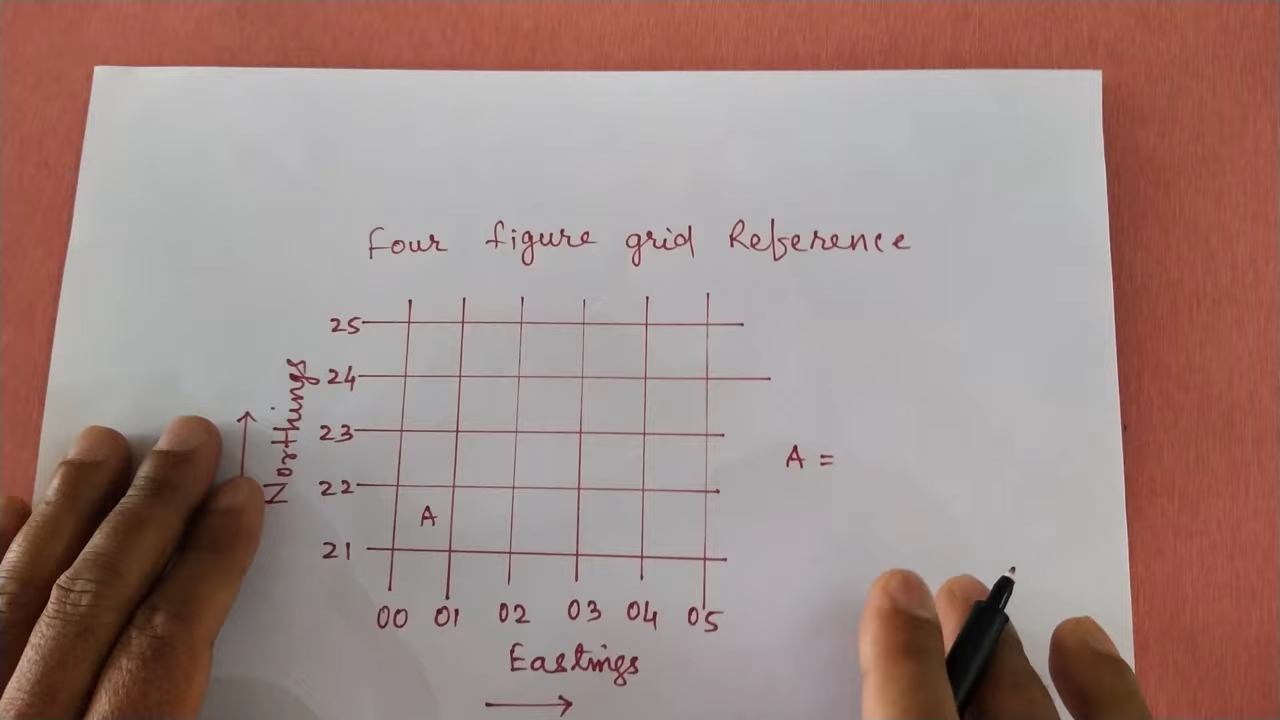 Four figure grid Reference
25
24
23
22
21
Northings
A
A =
00 01 02 03 04 05
Eastings